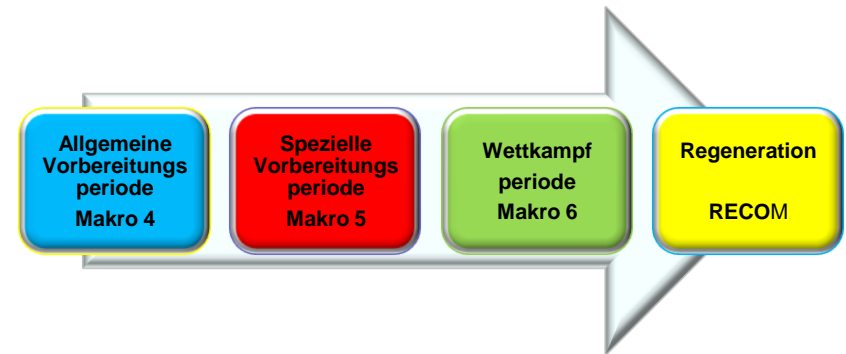 Allgemeine
Vorbereitungs
periode
Makro 4
Spezielle
Vorbereitungs
periode
Makro 5
Wettkampf
periode
Makro 6
Regeneration
RECOM